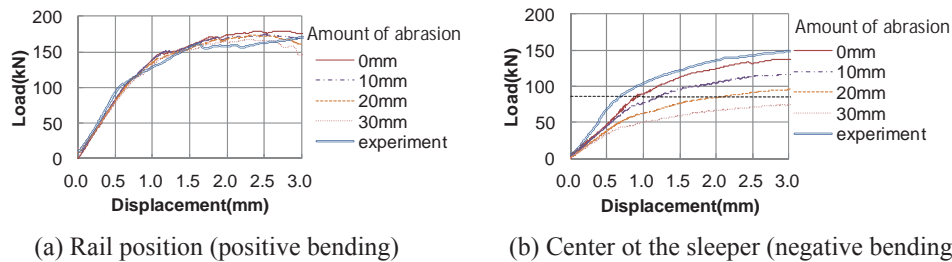 200
150
100
50
0
Load(kN)
0.0 0.5 1.0 1.5 2.0 2.5 3.0
Displacement(mm)
Amount of abrasion
0mm
10mm
20mm
30mm
experiment
(a) Rail position (positive bending)
200
150
100
50
0
Load(kN)
0.0 0.5 1.0 1.5 2.0 2.5 3.0
Displacement(mm)
Amount of abrasion
0mm
10mm
20mm
30mm
experiment
(b) Center ot the sleeper (negative bending